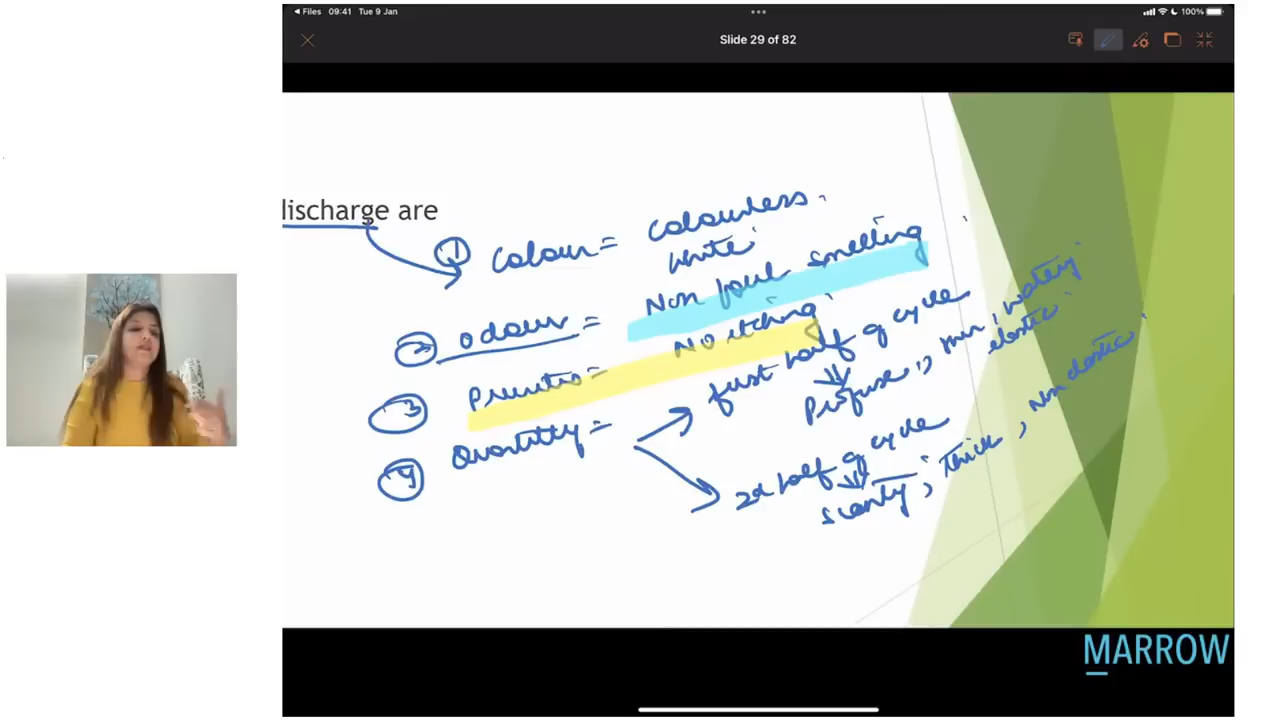 Files 09:41 Tue 9 Jan 100%
Slide 29 of 82
discharge are
① Colour = colourless
white
② Odour = Non foul smelling
③ Pruritis = No itching
④ Quantity = first half of cycle
Profuse, thin, watery
elastic
2d half of cycle
scanty, thick, non elastic
MARROW